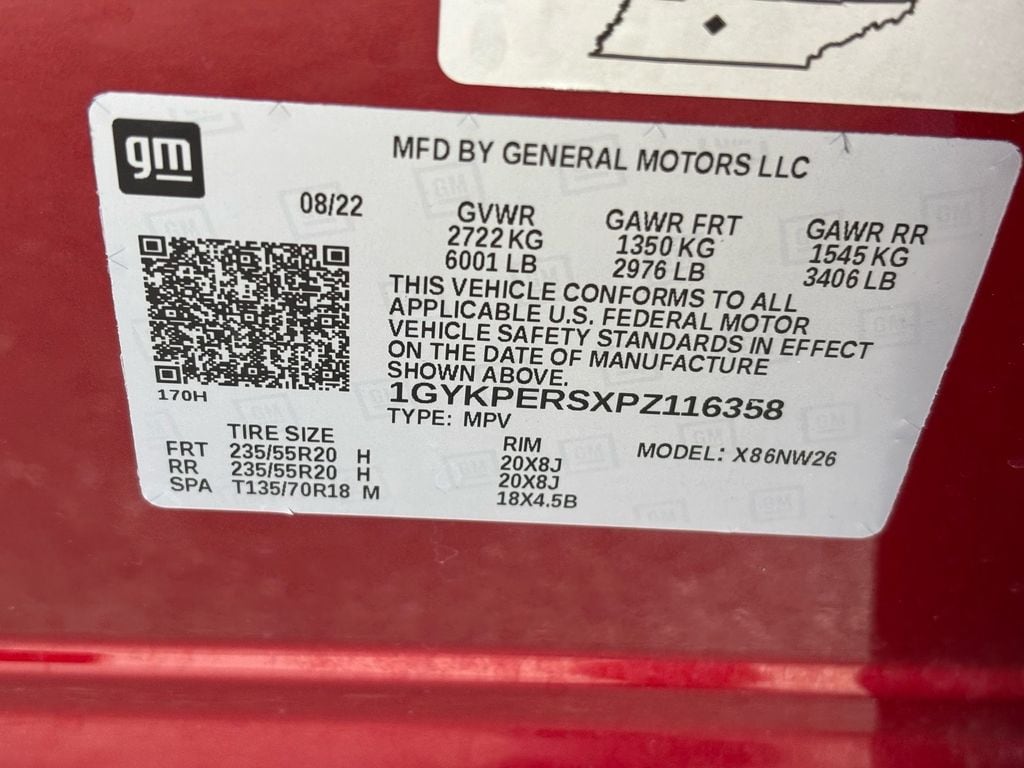 gm
MFD BY GENERAL MOTORS LLC
08/22
GVWR GAWR FRT GAWR RR
2722 KG 1350 KG 1545 KG
6001 LB 2976 LB 3406 LB
THIS VEHICLE CONFORMS TO ALL
APPLICABLE U.S. FEDERAL MOTOR
VEHICLE SAFETY STANDARDS IN EFFECT
ON THE DATE OF MANUFACTURE
SHOWN ABOVE.
170H
1GYKPERSXPZ116358
TYPE: MPV
TIRE SIZE RIM MODEL: X86NW26
FRT 235/55R20 H 20X8J
RR 235/55R20 H 20X8J
SPA T135/70R18 M 18X4.5B